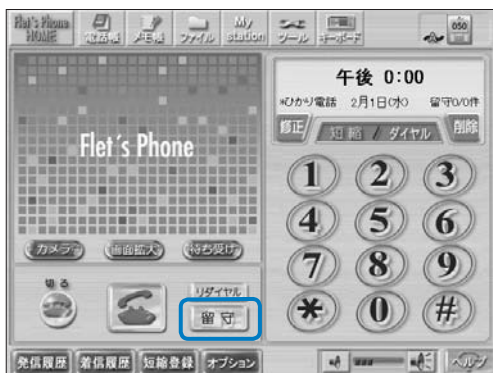 Flet's Phone HOME 電話帳 メモ帳 ファイル My station ツール キーボード 050
午後 0:00
*ひかり電話 2月1日(水) 留守0/0件
修正 短縮 / ダイヤル 削除
Flet's Phone
1 2 3
4 5 6
7 8 9
* 0 #
カメラ 画面拡大 待ち受け
切る リダイヤル
留守
発信履歴 着信履歴 短縮登録 オプション ヘルプ